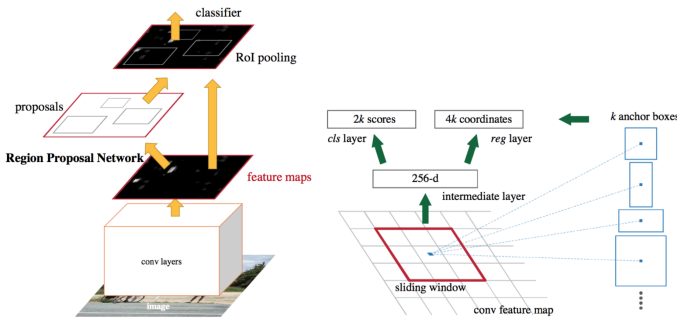 classifier
RoI pooling
proposals
Region Proposal Network
feature maps
conv layers
image
2k scores
4k coordinates
k anchor boxes
cls layer
reg layer
256-d
intermediate layer
sliding window
conv feature map